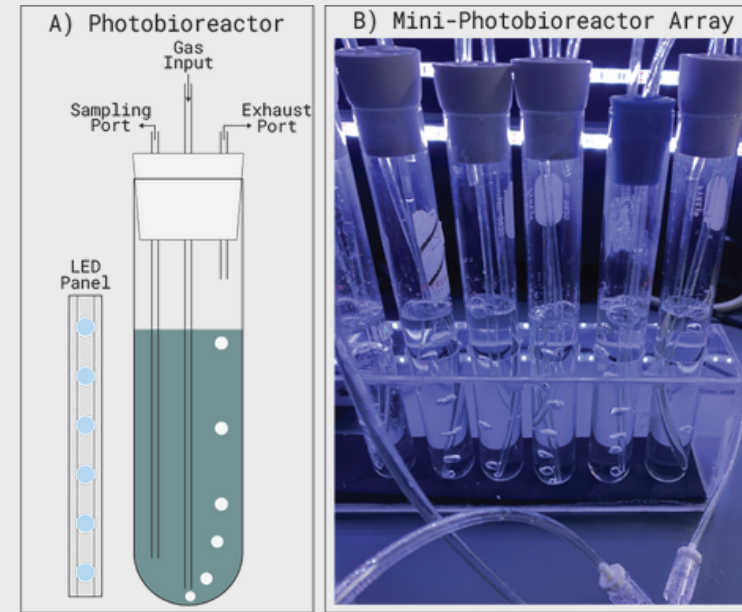 A) Photobioreactor
Gas
Input
Sampling
Port
Exhaust
Port
LED
Panel
B) Mini-Photobioreactor Array